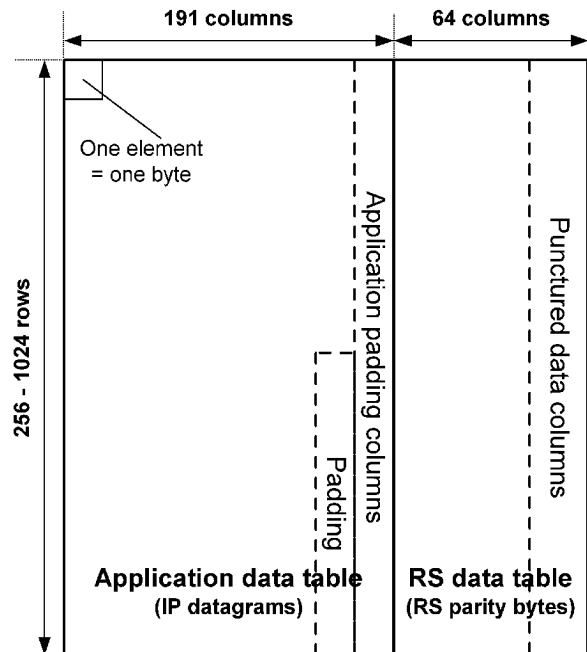 191 columns
64 columns
One element
= one byte
256 - 1024 rows
Application padding columns
Punctured data columns
Padding
Application data table
(IP datagrams)
RS data table
(RS parity bytes)